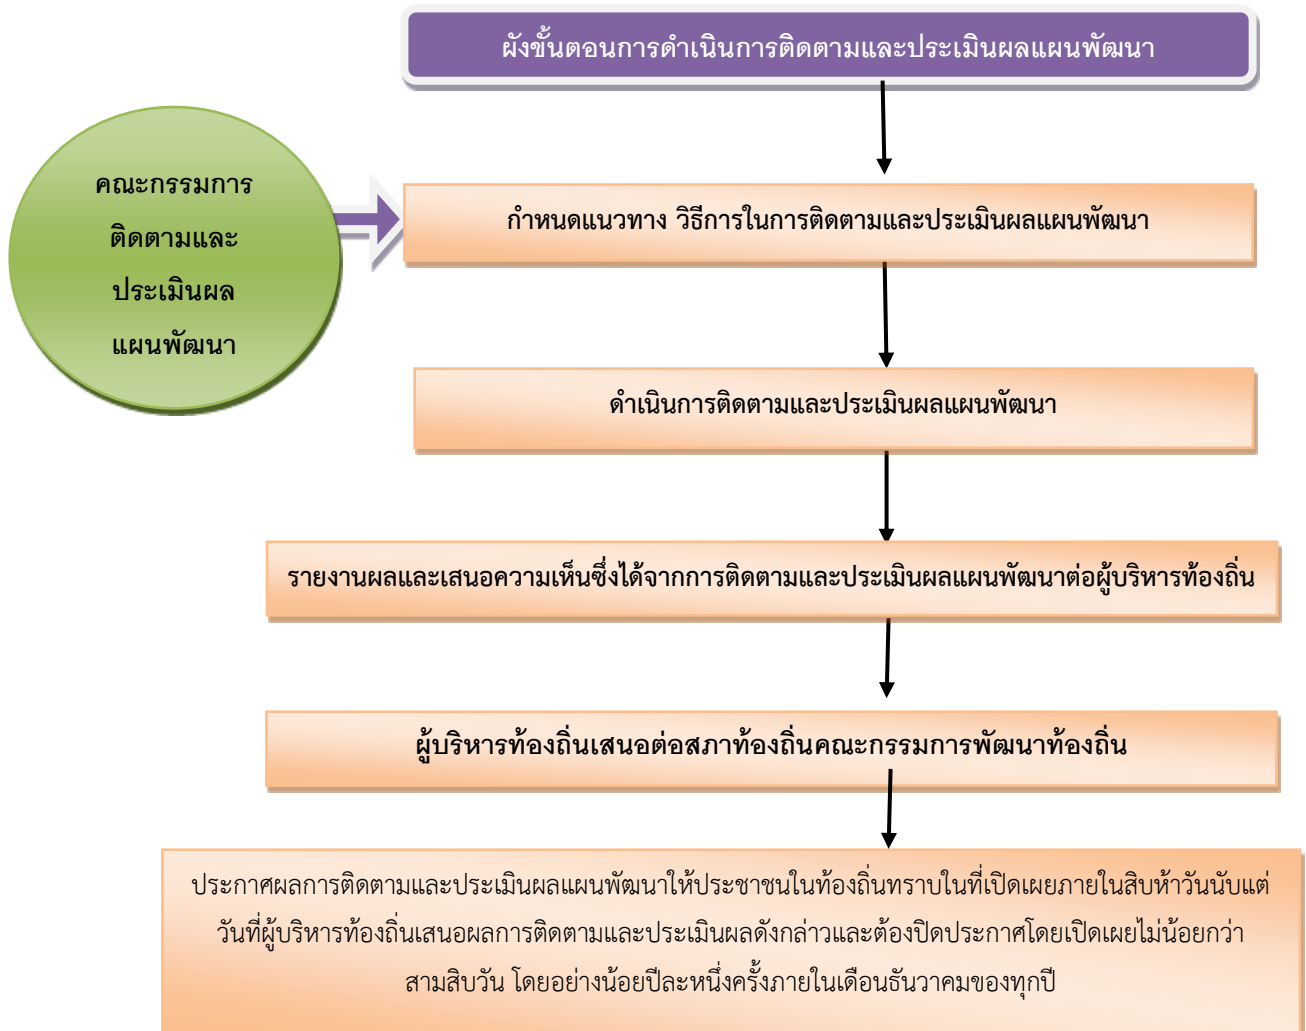 ผังขั้นตอนการดำเนินการติดตามและประเมินผลแผนพัฒนา
คณะกรรมการ
ติดตามและ
ประเมินผล
แผนพัฒนา
กำหนดแนวทาง วิธีการในการติดตามและประเมินผลแผนพัฒนา
ดำเนินการติดตามและประเมินผลแผนพัฒนา
รายงานผลและเสนอความเห็นซึ่งได้จากการติดตามและประเมินผลแผนพัฒนาต่อผู้บริหารท้องถิ่น
ผู้บริหารท้องถิ่นเสนอต่อสภาท้องถิ่นคณะกรรมการพัฒนาท้องถิ่น
ประกาศผลการติดตามและประเมินผลแผนพัฒนาให้ประชาชนในท้องถิ่นทราบในที่เปิดเผยภายในสิบห้าวันนับแต่
วันที่ผู้บริหารท้องถิ่นเสนอผลการติดตามและประเมินผลดังกล่าวและต้องปิดประกาศโดยเปิดเผยไม่น้อยกว่า
สามสิบวัน โดยอย่างน้อยปีละหนึ่งครั้งภายในเดือนธันวาคมของทุกปี